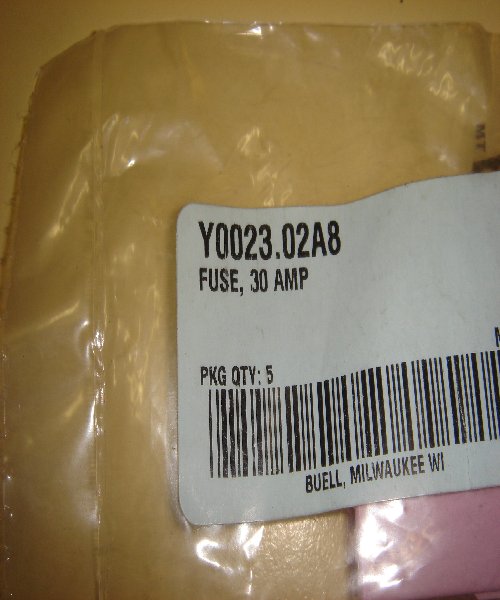 Y0023.02A8
FUSE, 30 AMP
PKG QTY: 5
BUELL, MILWAUKEE WI